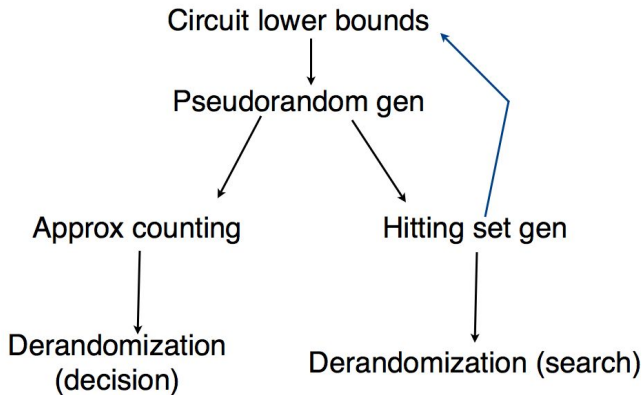 Circuit lower bounds
Pseudorandom gen
Approx counting
Hitting set gen
Derandomization
(decision)
Derandomization (search)